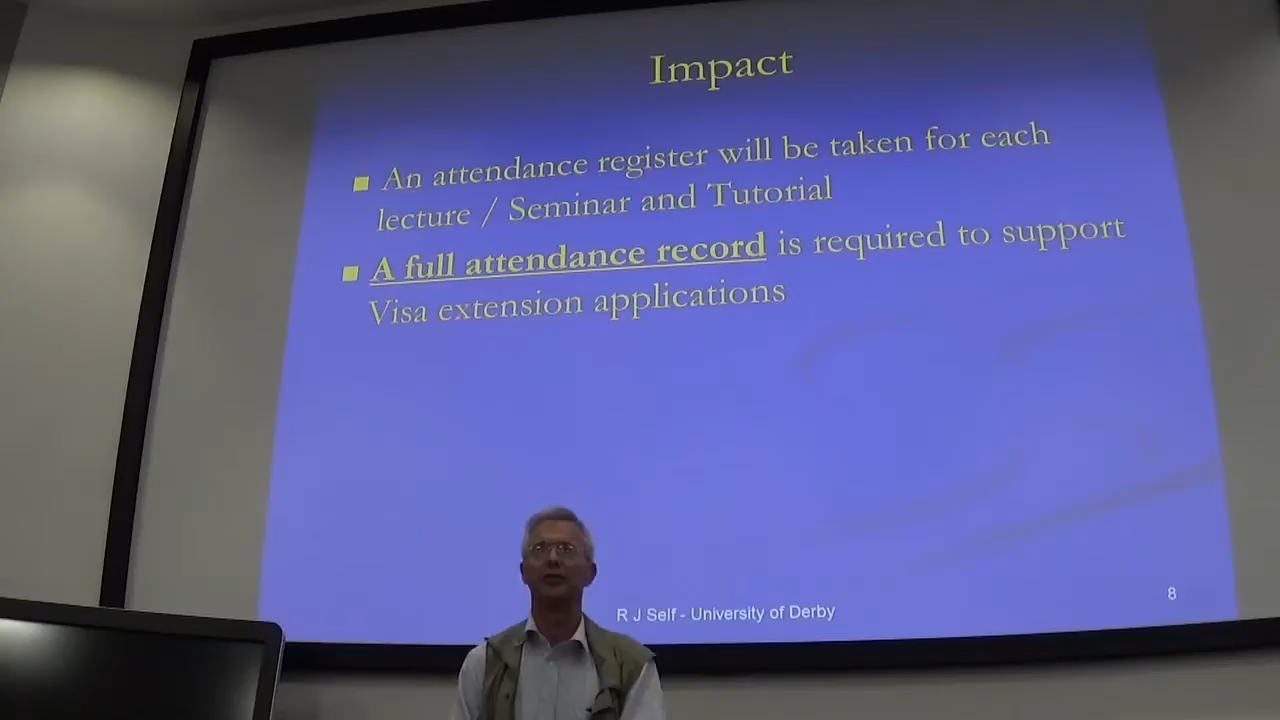 Impact
An attendance register will be taken for each
lecture / Seminar and Tutorial
A full attendance record is required to support
Visa extension applications
R J Self - University of Derby
8